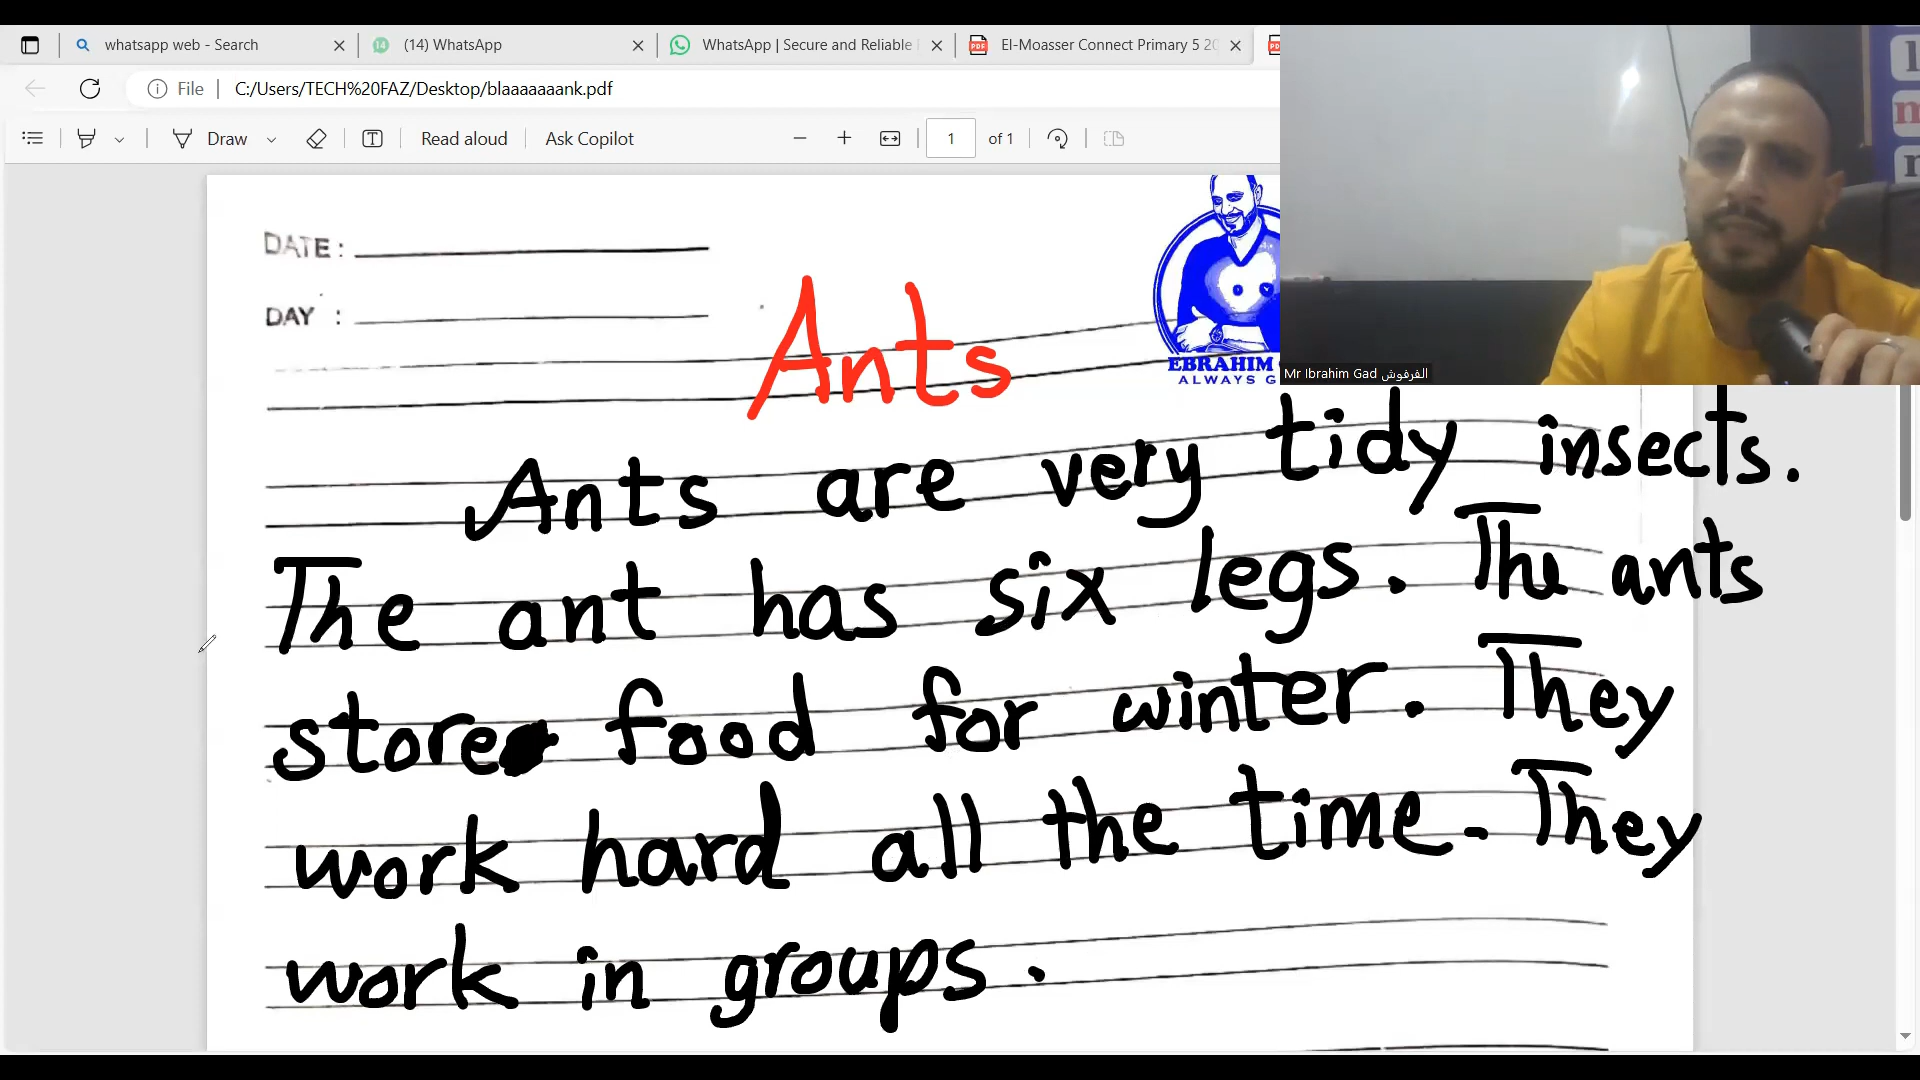 whatsapp web - Search
(14) WhatsApp
WhatsApp | Secure and Reliable
El-Moasser Connect Primary 5 20
File C:/Users/TECH%20FAZ/Desktop/blaaaaaaank.pdf
Draw Read aloud Ask Copilot 1 of 1
DATE :
DAY :
Ants
EBRAHIM
ALWAYS G
Mr Ibrahim Gad الفرفوش
Ants are very tidy insects.
The ant has six legs. The ants
store food for winter. They
work hard all the time. They
work in groups.